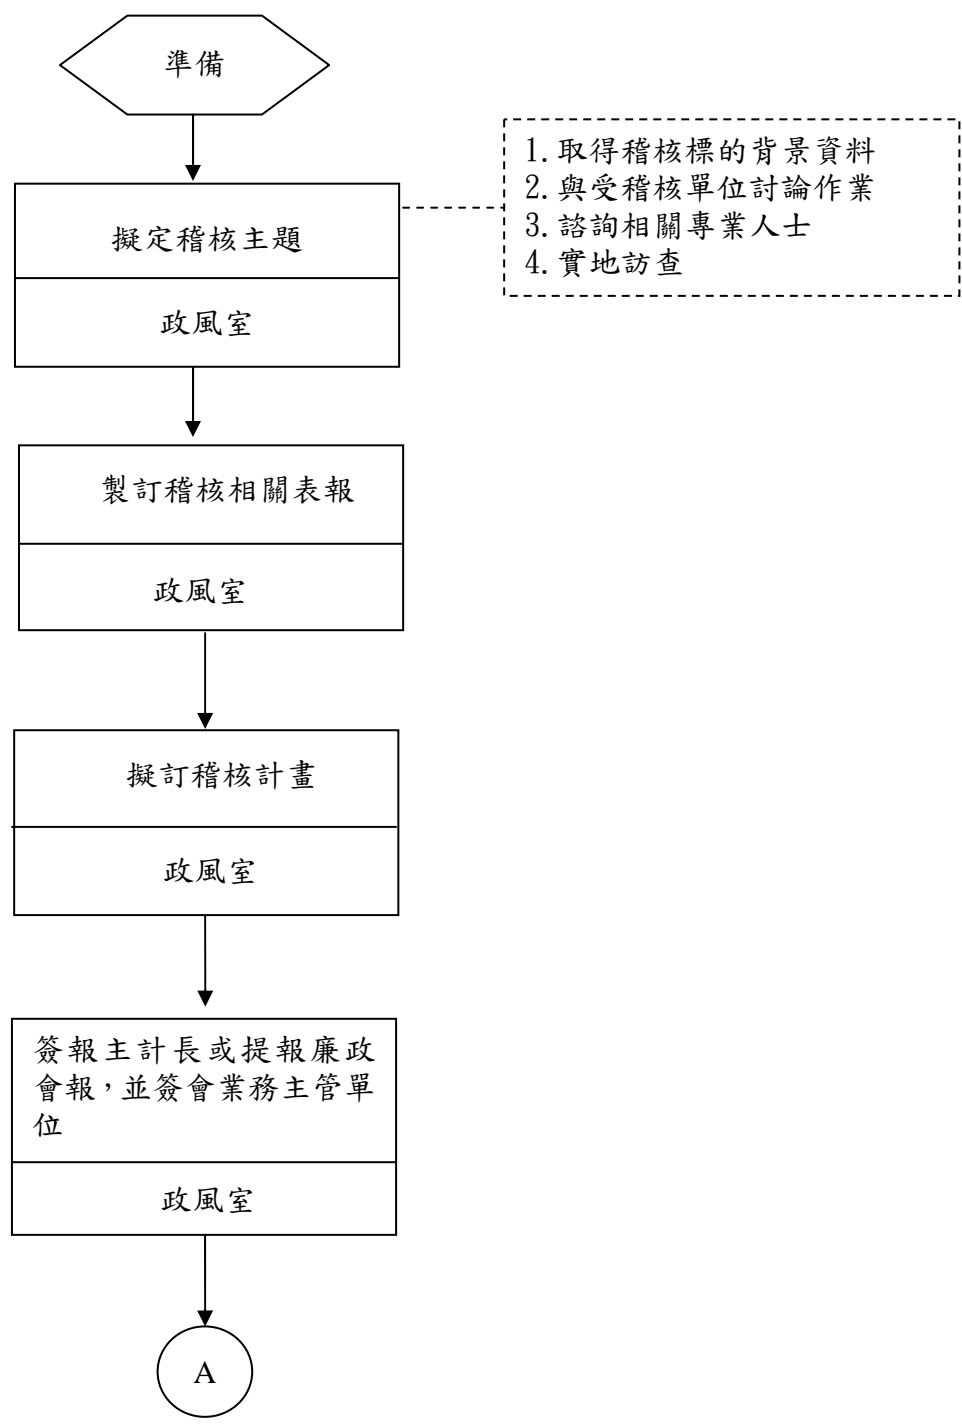 準備
1.取得稽核標的背景資料
2.與受稽核單位討論作業
3.諮詢相關專業人士
4.實地訪查
擬定稽核主題
政風室
製訂稽核相關表報
政風室
擬訂稽核計畫
政風室
簽報主計長或提報廉政
會報，並簽會業務主管單
位
政風室
A